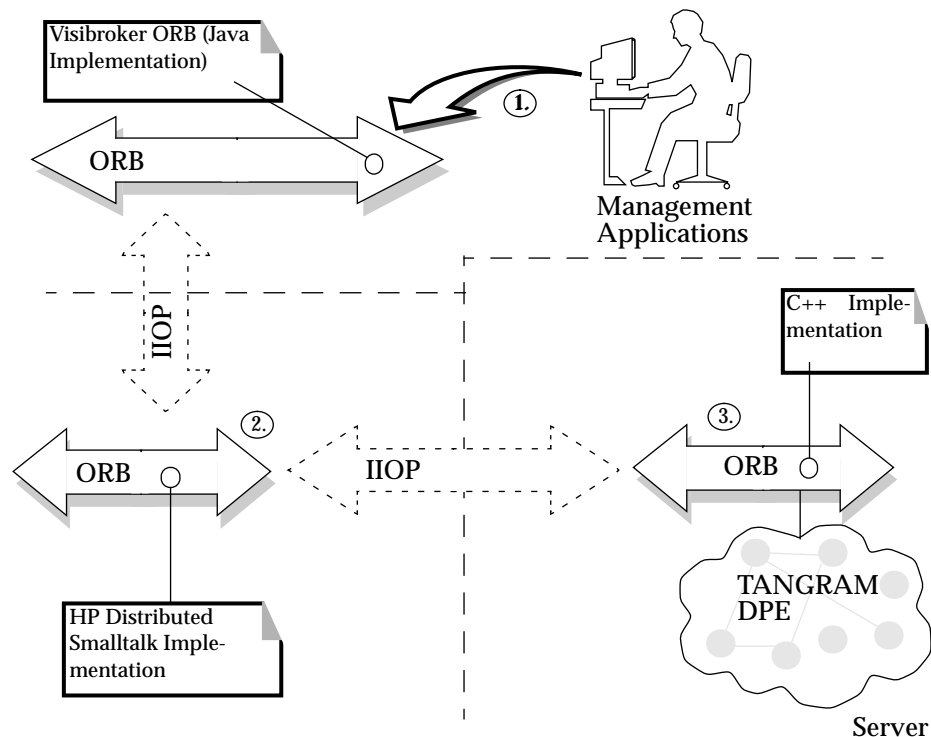 Visibroker ORB (Java
Implementation)
1.
ORB
Management
Applications
IIOP
C++ Imple-
mentation
2.
3.
ORB
IIOP
ORB
TANGRAM
DPE
HP Distributed
Smalltalk Imple-
mentation
Server